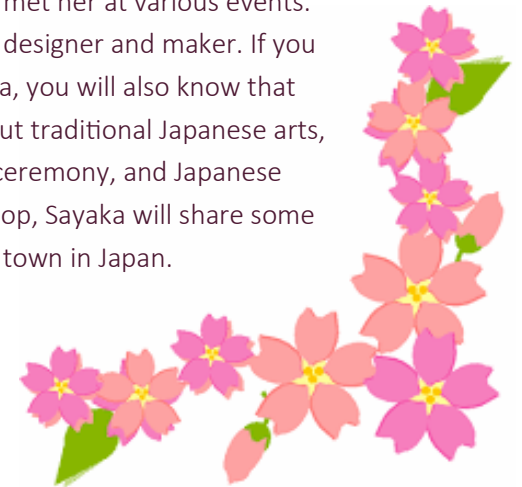 met her at various events.
designer and maker. If you
a, you will also know that
ut traditional Japanese arts,
ceremony, and Japanese
op, Sayaka will share some
town in Japan.